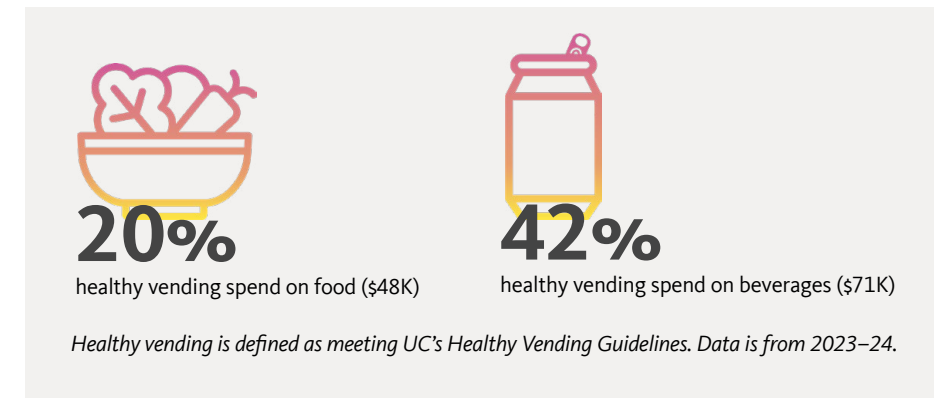 20%
healthy vending spend on food ($48K)
42%
healthy vending spend on beverages ($71K)
Healthy vending is defined as meeting UC’s Healthy Vending Guidelines. Data is from 2023–24.